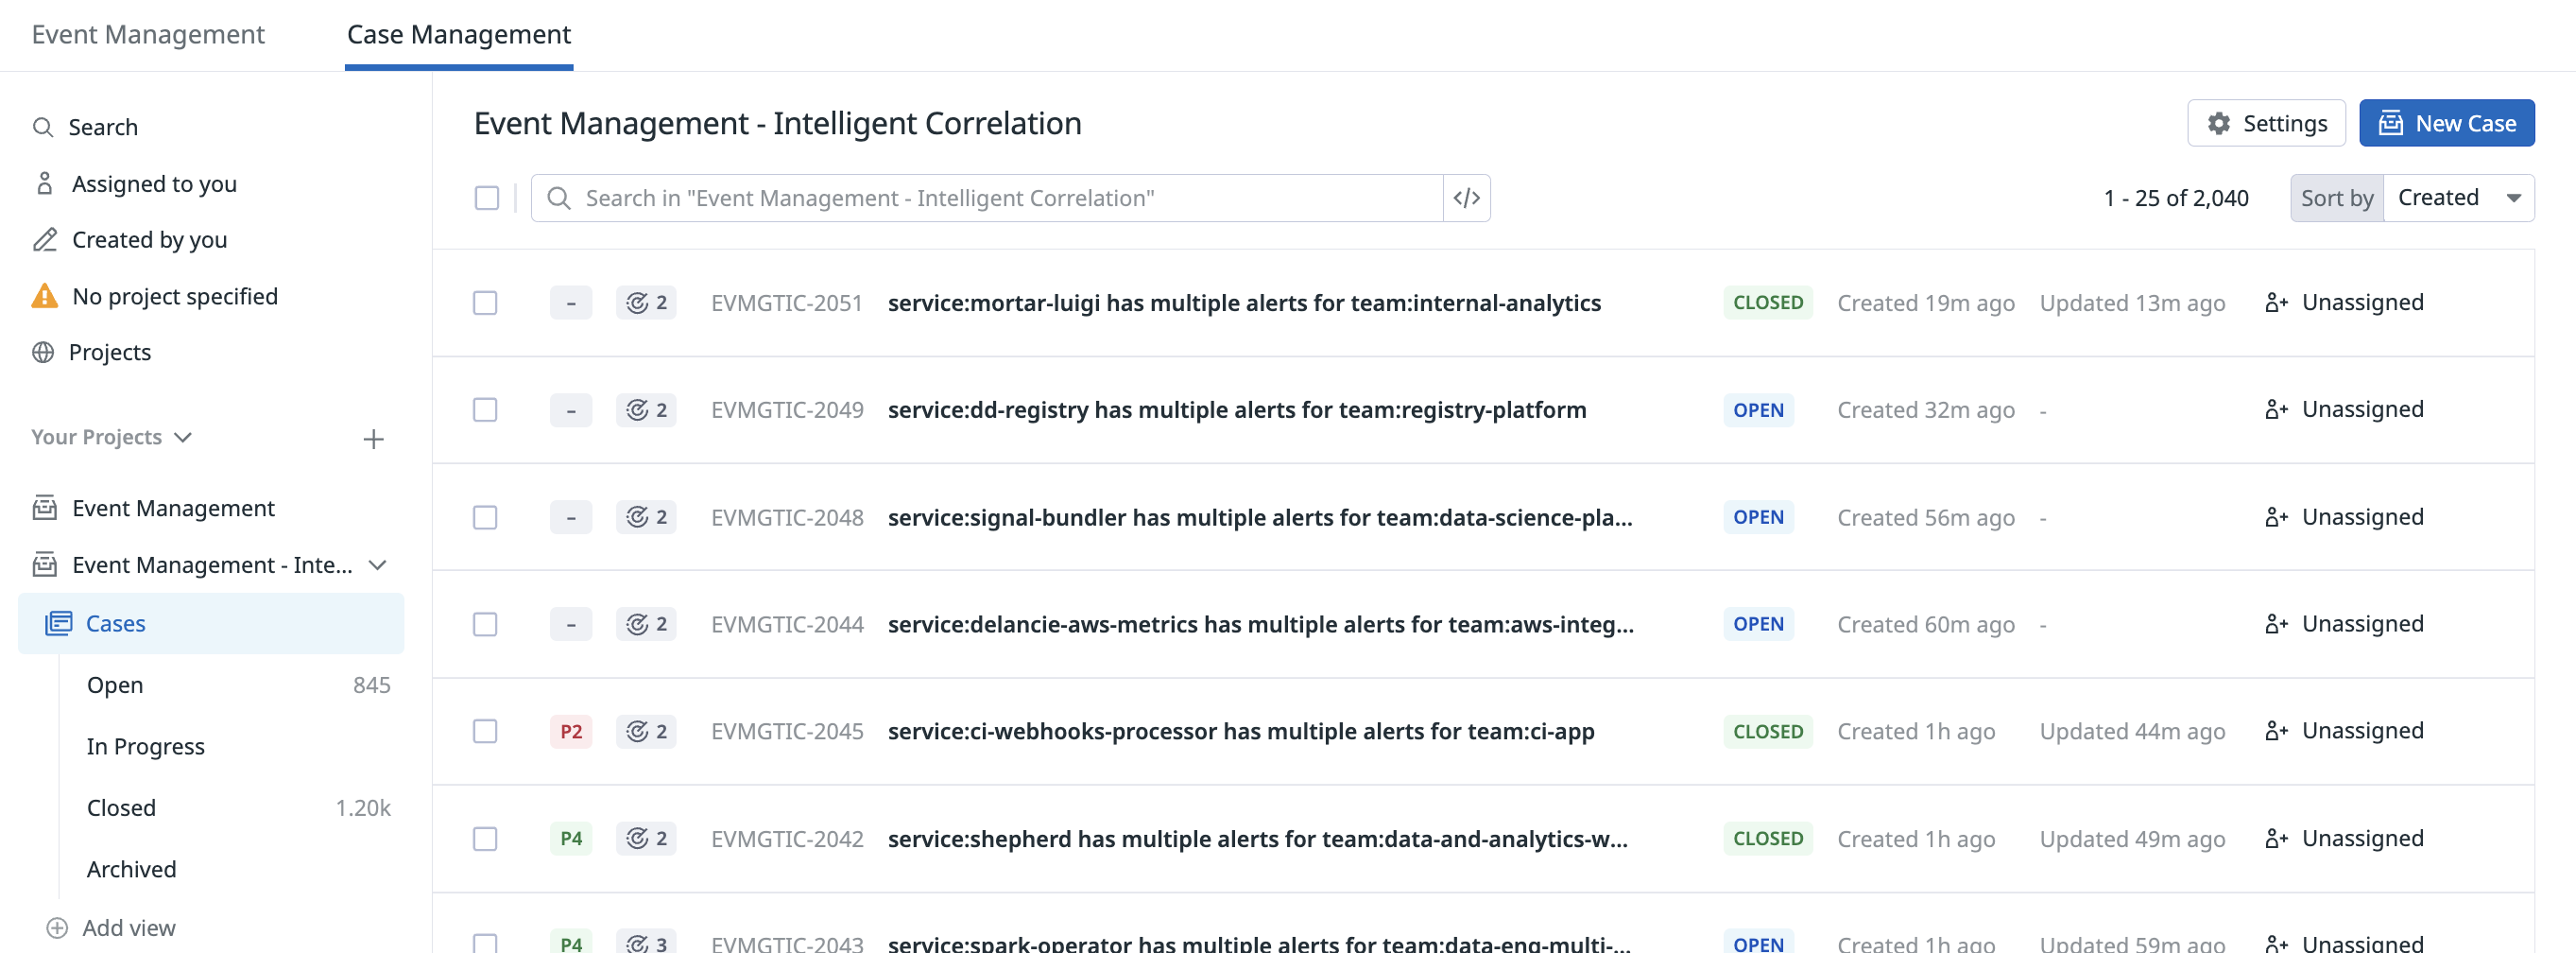 Event Management Case Management
Search
Assigned to you
Created by you
No project specified
Projects
Your Projects
Event Management
Event Management - Inte...
Cases
Open 845
In Progress
Closed 1.20k
Archived
Add view
Event Management - Intelligent Correlation
Settings New Case
Search in "Event Management - Intelligent Correlation" </> 1 - 25 of 2,040 Sort by Created
– 2 EVMGTIC-2051 service:mortar-luigi has multiple alerts for team:internal-analytics CLOSED Created 19m ago Updated 13m ago Unassigned
– 2 EVMGTIC-2049 service:dd-registry has multiple alerts for team:registry-platform OPEN Created 32m ago - Unassigned
– 2 EVMGTIC-2048 service:signal-bundler has multiple alerts for team:data-science-pla... OPEN Created 56m ago - Unassigned
– 2 EVMGTIC-2044 service:delancie-aws-metrics has multiple alerts for team:aws-integ... OPEN Created 60m ago - Unassigned
P2 2 EVMGTIC-2045 service:ci-webhooks-processor has multiple alerts for team:ci-app CLOSED Created 1h ago Updated 44m ago Unassigned
P4 2 EVMGTIC-2042 service:shepherd has multiple alerts for team:data-and-analytics-w... CLOSED Created 1h ago Updated 49m ago Unassigned
P4 3 EVMGTIC-2043 service:spark-operator has multiple alerts for team:data-eng-multi-... OPEN Created 1h ago Updated 59m ago Unassigned